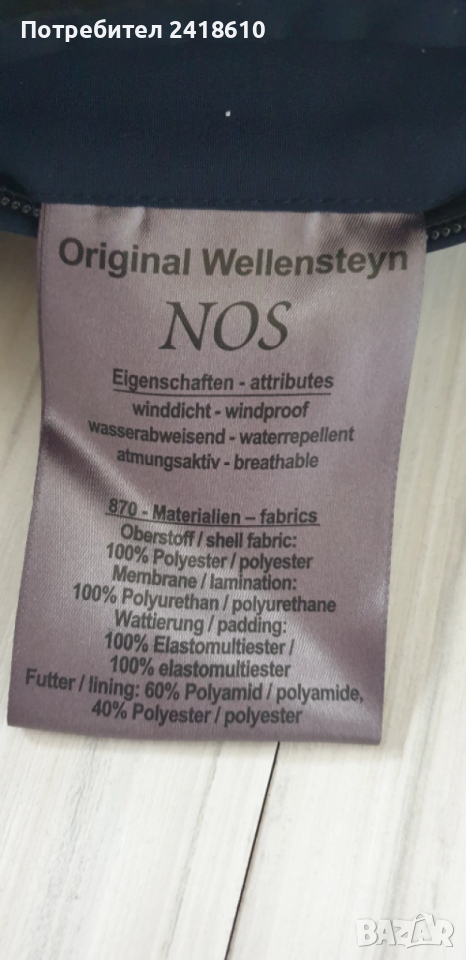 Потребител 2418610
Original Wellensteyn
NOS
Eigenschaften - attributes
winddicht - windproof
wasserabweisend - waterrepellent
atmungsaktiv - breathable
870 - Materialien – fabrics
Oberstoff / shell fabric:
100% Polyester / polyester
Membrane / lamination:
100% Polyurethan / polyurethane
Wattierung / padding:
100% Elastomultiester /
100% elastomultiester
Futter / lining: 60% Polyamid / polyamide,
40% Polyester / polyester
BAZAR